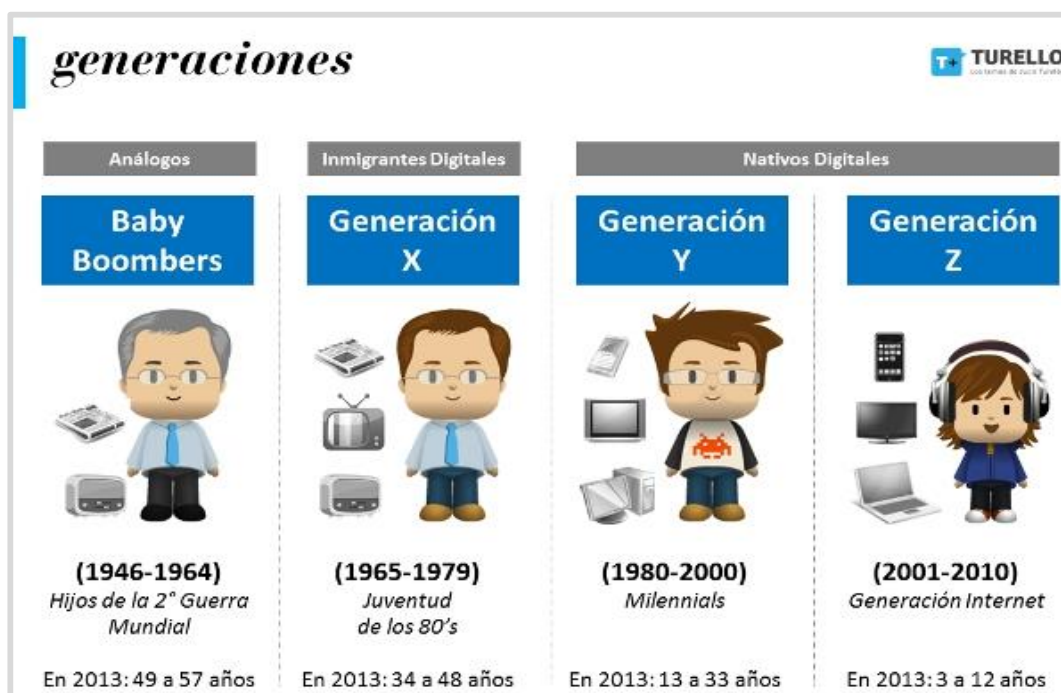 generaciones
TURELLO
Análogos
Inmigrantes Digitales
Nativos Digitales
Baby
Boombers
Generación
X
Generación
Y
Generación
Z
(1946-1964)
Hijos de la 2° Guerra
Mundial
En 2013: 49 a 57 años
(1965-1979)
Juventud
de los 80's
En 2013: 34 a 48 años
(1980-2000)
Milennials
En 2013: 13 a 33 años
(2001-2010)
Generación Internet
En 2013: 3 a 12 años